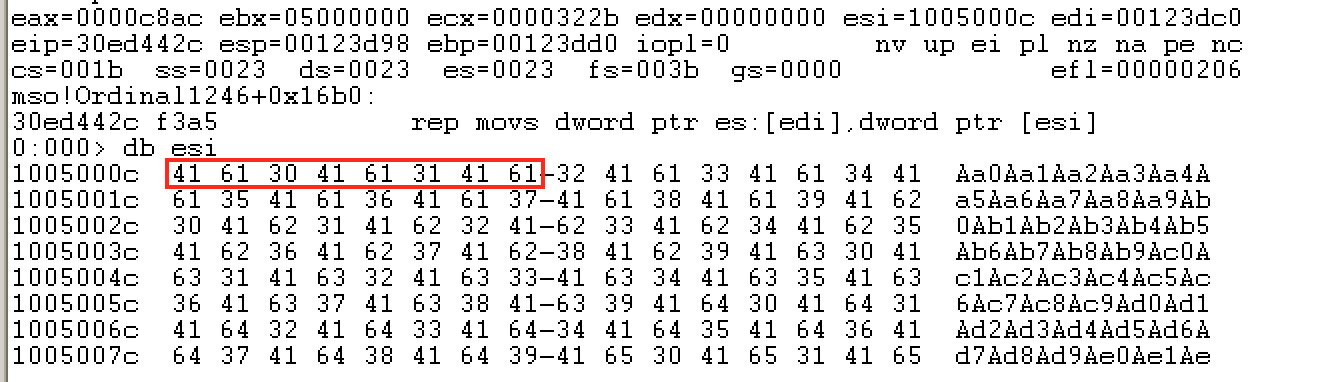 eax=0000c8ac ebx=05000000 ecx=0000322b edx=00000000 esi=1005000c edi=00123dc0
eip=30ed442c esp=00123d98 ebp=00123dd0 iopl=0 nv up ei pl nz na pe nc
cs=001b ss=0023 ds=0023 es=0023 fs=003b gs=0000 efl=00000206
mso!Ordinal1246+0x16b0:
30ed442c f3a5 rep movs dword ptr es:[edi],dword ptr [esi]
0:000> db esi
1005000c 41 61 30 41 61 31 41 61-32 41 61 33 41 61 34 41 Aa0Aa1Aa2Aa3Aa4A
1005001c 61 35 41 61 36 41 61 37-41 61 38 41 61 39 41 62 a5Aa6Aa7Aa8Aa9Ab
1005002c 30 41 62 31 41 62 32 41-62 33 41 62 34 41 62 35 0Ab1Ab2Ab3Ab4Ab5
1005003c 41 62 36 41 62 37 41 62-38 41 62 39 41 63 30 41 Ab6Ab7Ab8Ab9Ac0A
1005004c 63 31 41 63 32 41 63 33-41 63 34 41 63 35 41 63 c1Ac2Ac3Ac4Ac5Ac
1005005c 36 41 63 37 41 63 38 41-63 39 41 64 30 41 64 31 6Ac7Ac8Ac9Ad0Ad1
1005006c 41 64 32 41 64 33 41 64-34 41 64 35 41 64 36 41 Ad2Ad3Ad4Ad5Ad6A
1005007c 64 37 41 64 38 41 64 39-41 65 30 41 65 31 41 65 d7Ad8Ad9Ae0Ae1Ae